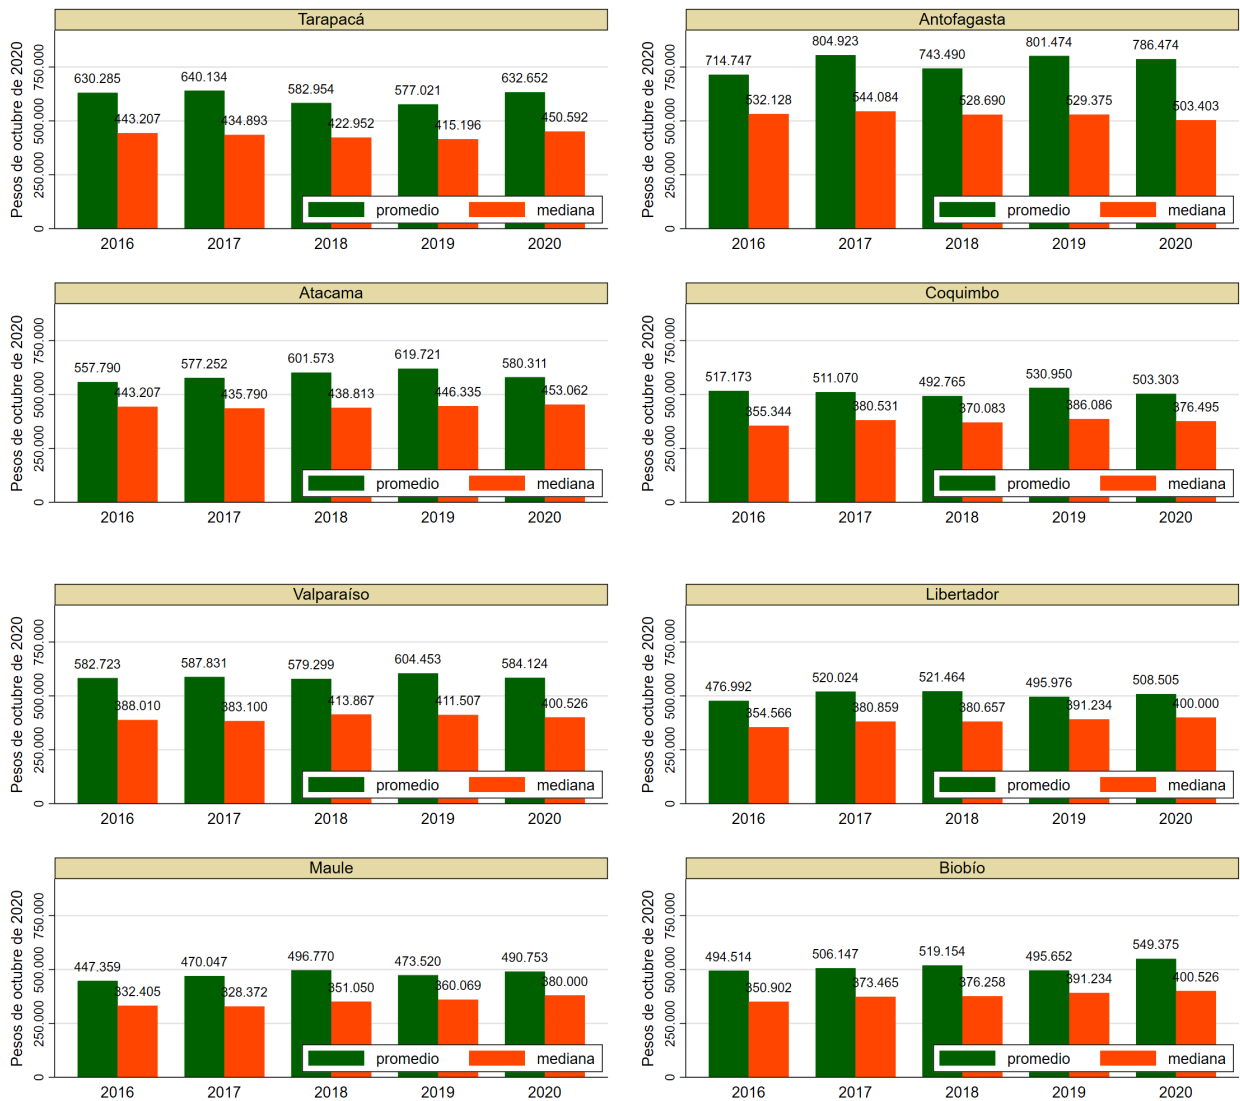 Tarapacá
Pesos de octubre de 2020
0 250.000 500.000 750.000
630.285 443.207 640.134 434.893 582.954 422.952 577.021 415.196 632.652 450.592
promedio mediana
2016 2017 2018 2019 2020
Antofagasta
Pesos de octubre de 2020
0 250.000 500.000 750.000
714.747 532.128 804.923 544.084 743.490 528.690 801.474 529.375 786.474 503.403
promedio mediana
2016 2017 2018 2019 2020
Atacama
Pesos de octubre de 2020
0 250.000 500.000 750.000
557.790 443.207 577.252 435.790 601.573 438.813 619.721 446.335 580.311 453.062
promedio mediana
2016 2017 2018 2019 2020
Coquimbo
Pesos de octubre de 2020
0 250.000 500.000 750.000
517.173 355.344 511.070 380.531 492.765 370.083 530.950 386.086 503.303 376.495
promedio mediana
2016 2017 2018 2019 2020
Valparaíso
Pesos de octubre de 2020
0 250.000 500.000 750.000
582.723 388.010 587.831 383.100 579.299 413.867 604.453 411.507 584.124 400.526
promedio mediana
2016 2017 2018 2019 2020
Libertador
Pesos de octubre de 2020
0 250.000 500.000 750.000
476.992 354.566 520.024 380.859 521.464 380.657 495.976 391.234 508.505 400.000
promedio mediana
2016 2017 2018 2019 2020
Maule
Pesos de octubre de 2020
0 250.000 500.000 750.000
447.359 332.405 470.047 328.372 496.770 351.050 473.520 360.069 490.753 380.000
promedio mediana
2016 2017 2018 2019 2020
Biobío
Pesos de octubre de 2020
0 250.000 500.000 750.000
494.514 350.902 506.147 373.465 519.154 376.258 495.652 391.234 549.375 400.526
promedio mediana
2016 2017 2018 2019 2020